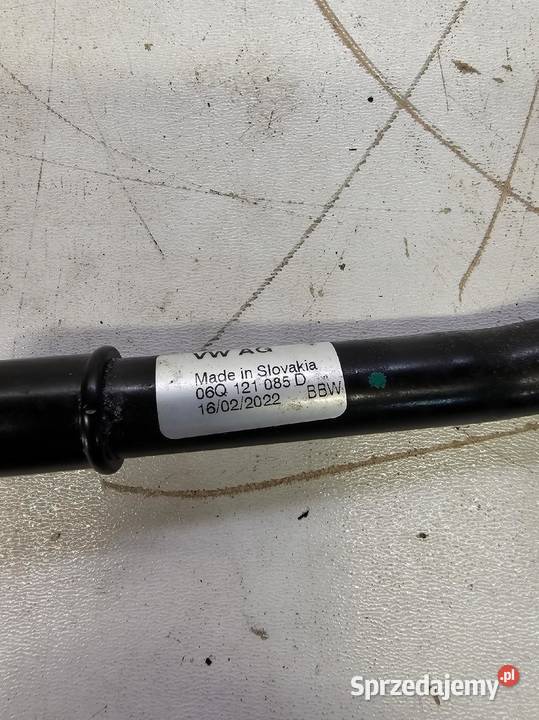 VW AG
Made in Slovakia
06Q 121 085 D
16/02/2022 BBW
Sprzedajemy.pl